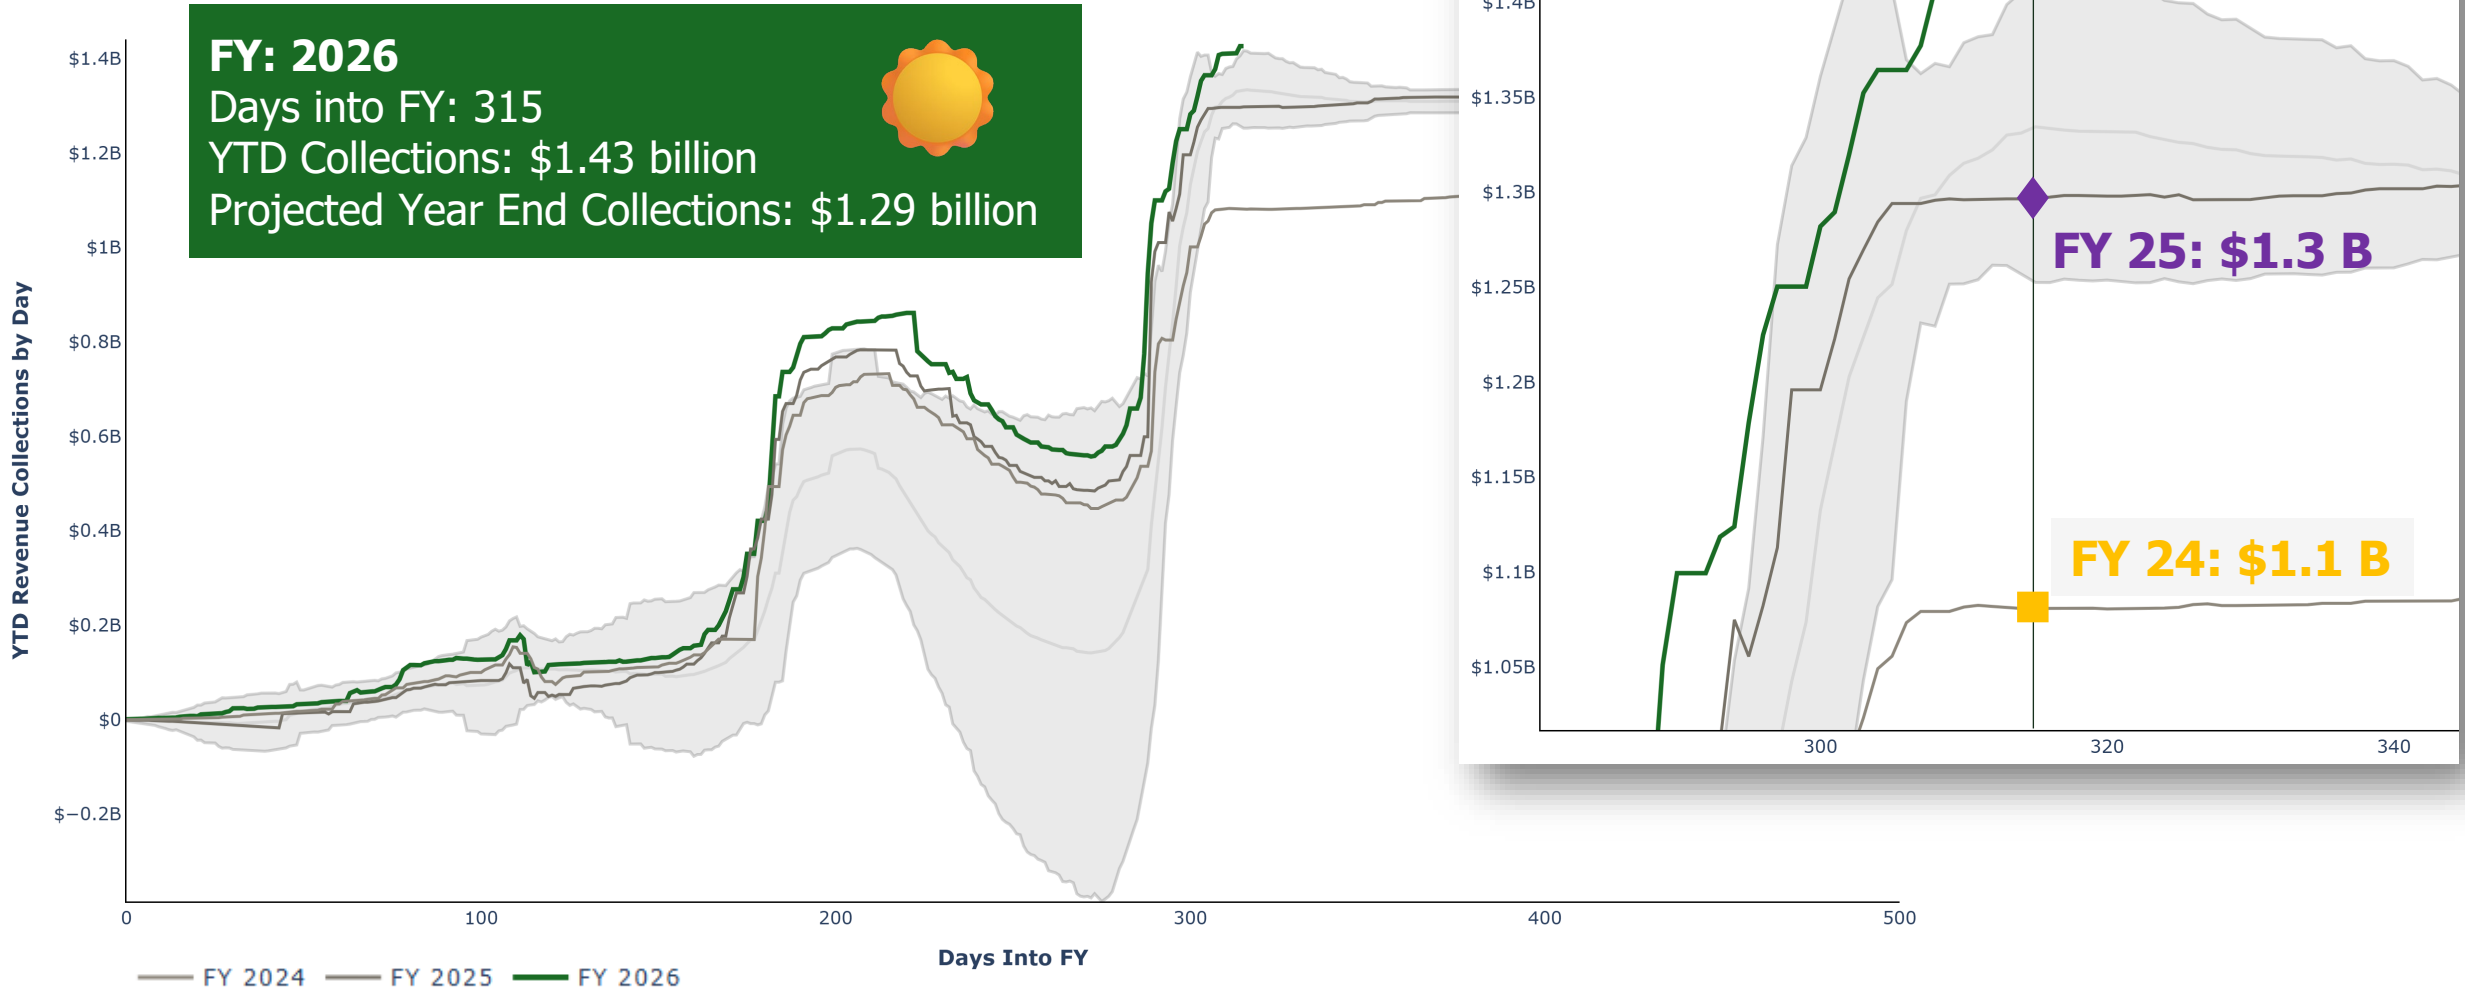 FY: 2026
Days into FY: 315
YTD Collections: $1.43 billion
Projected Year End Collections: $1.29 billion
YTD Revenue Collections by Day
$1.4B
$1.2B
$1B
$0.8B
$0.6B
$0.4B
$0.2B
$0
$−0.2B
0
100
200
300
400
500
Days Into FY
FY 2024
FY 2025
FY 2026
$1.4B
$1.35B
$1.3B
$1.25B
$1.2B
$1.15B
$1.1B
$1.05B
FY 25: $1.3 B
FY 24: $1.1 B
300
320
340